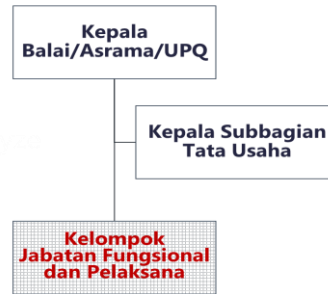 Kepala
Balai/Asrama/UPQ
Kepala Subbagian
Tata Usaha
Kelompok
Jabatan Fungsional
dan Pelaksana